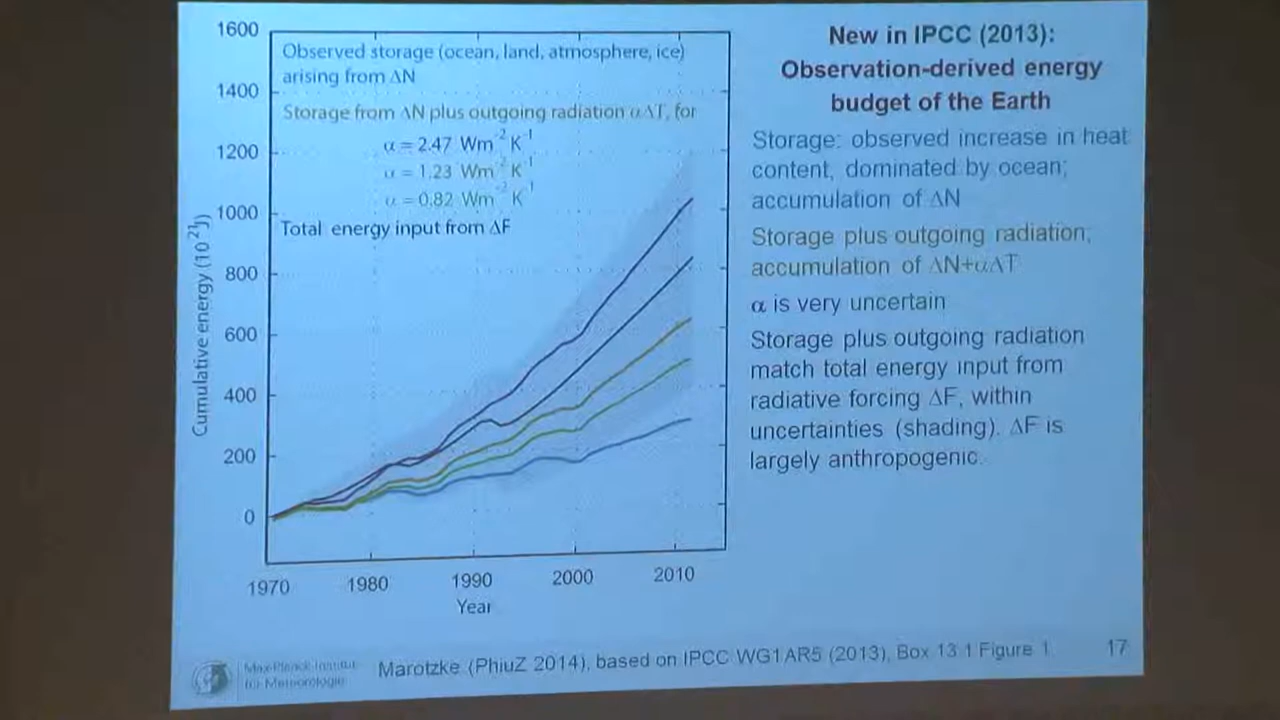 1600
1400
1200
1000
800
600
400
200
0
Cumulative energy (10²¹J)
1970
1980
1990
2000
2010
Year
Observed storage (ocean, land, atmosphere, ice)
arising from ΔN
Storage from ΔN plus outgoing radiation αΔT, for
α = 2.47 Wm⁻² K⁻¹
α = 1.23 Wm⁻² K⁻¹
α = 0.82 Wm⁻² K⁻¹
Total energy input from ΔF
New in IPCC (2013):
Observation-derived energy
budget of the Earth
Storage: observed increase in heat
content, dominated by ocean;
accumulation of ΔN
Storage plus outgoing radiation;
accumulation of ΔN+αΔT
α is very uncertain
Storage plus outgoing radiation
match total energy input from
radiative forcing ΔF, within
uncertainties (shading). ΔF is
largely anthropogenic.
Max-Planck-Institut
für Meteorologie
Marotzke (PhiuZ 2014), based on IPCC WG1 AR5 (2013), Box 13.1 Figure 1
17